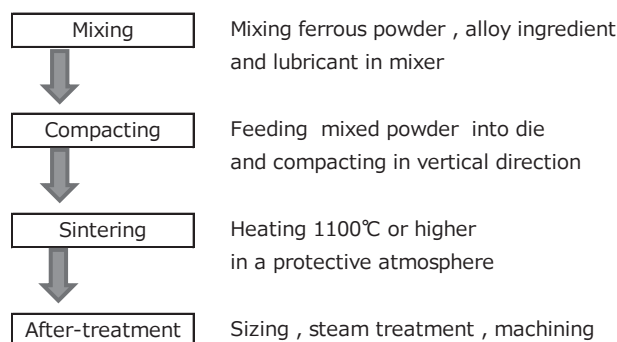 Mixing
Mixing ferrous powder , alloy ingredient
and lubricant in mixer
Compacting
Feeding mixed powder into die
and compacting in vertical direction
Sintering
Heating 1100℃ or higher
in a protective atmosphere
After-treatment
Sizing , steam treatment , machining